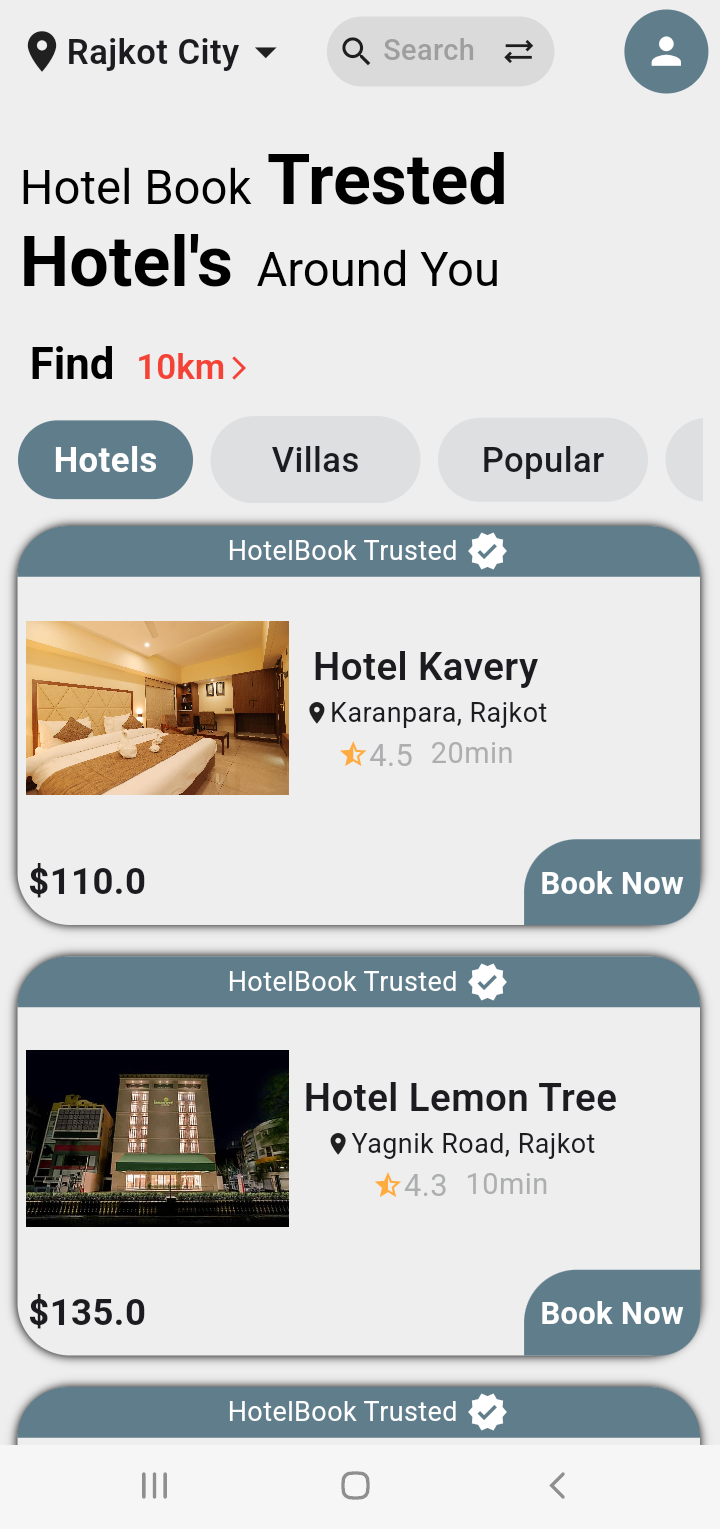 Rajkot City
Search
Hotel Book Trested
Hotel's Around You
Find 10km
Hotels
Villas
Popular
HotelBook Trusted
Hotel Kavery
Karanpara, Rajkot
4.5 20min
$110.0
Book Now
HotelBook Trusted
Hotel Lemon Tree
Yagnik Road, Rajkot
4.3 10min
$135.0
Book Now
HotelBook Trusted